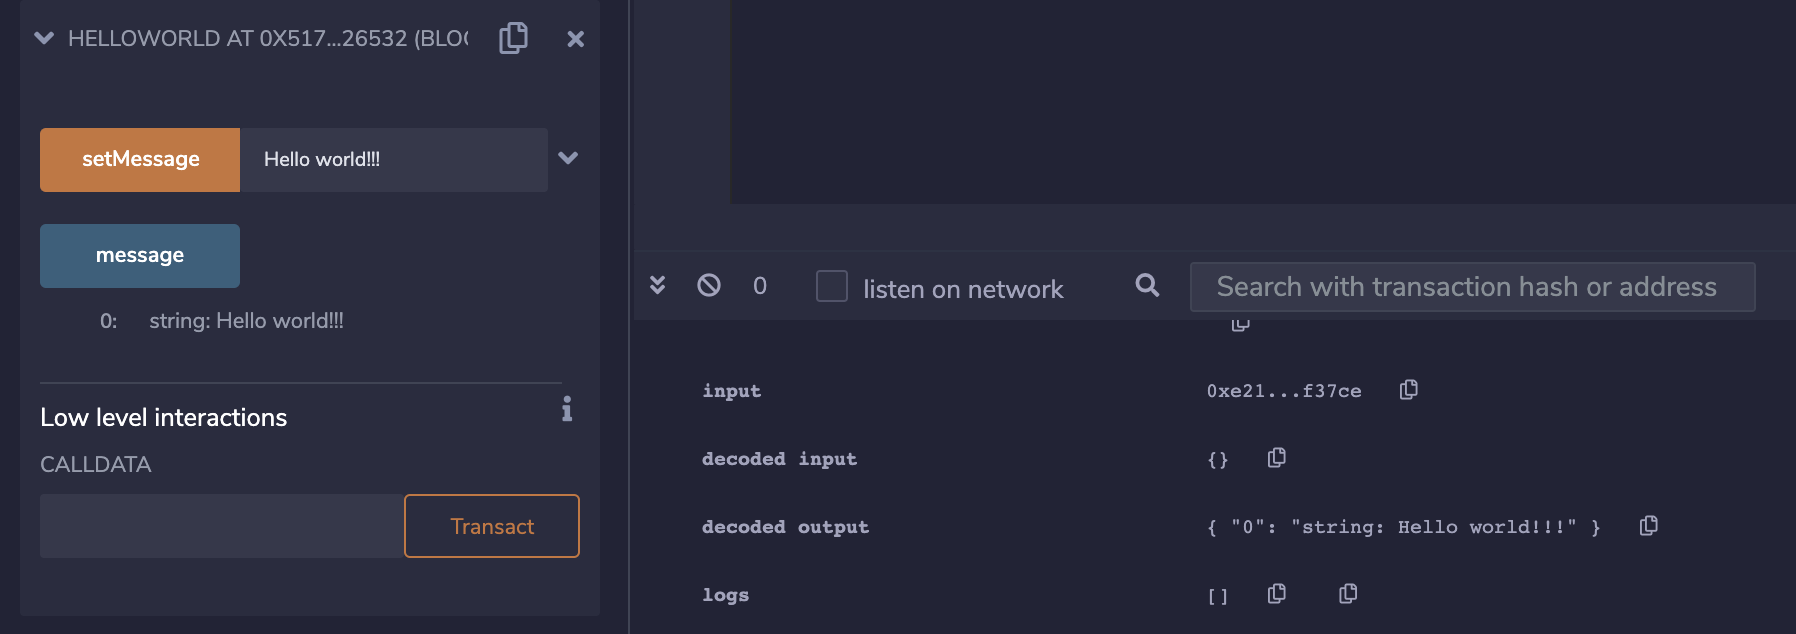 HELLOWORLD AT 0X517...26532 (BLO
setMessage Hello world!!!
message
0: string: Hello world!!!
Low level interactions
CALLDATA
Transact
0 listen on network Search with transaction hash or address
input 0xe21...f37ce
decoded input {}
decoded output { "0": "string: Hello world!!!" }
logs []